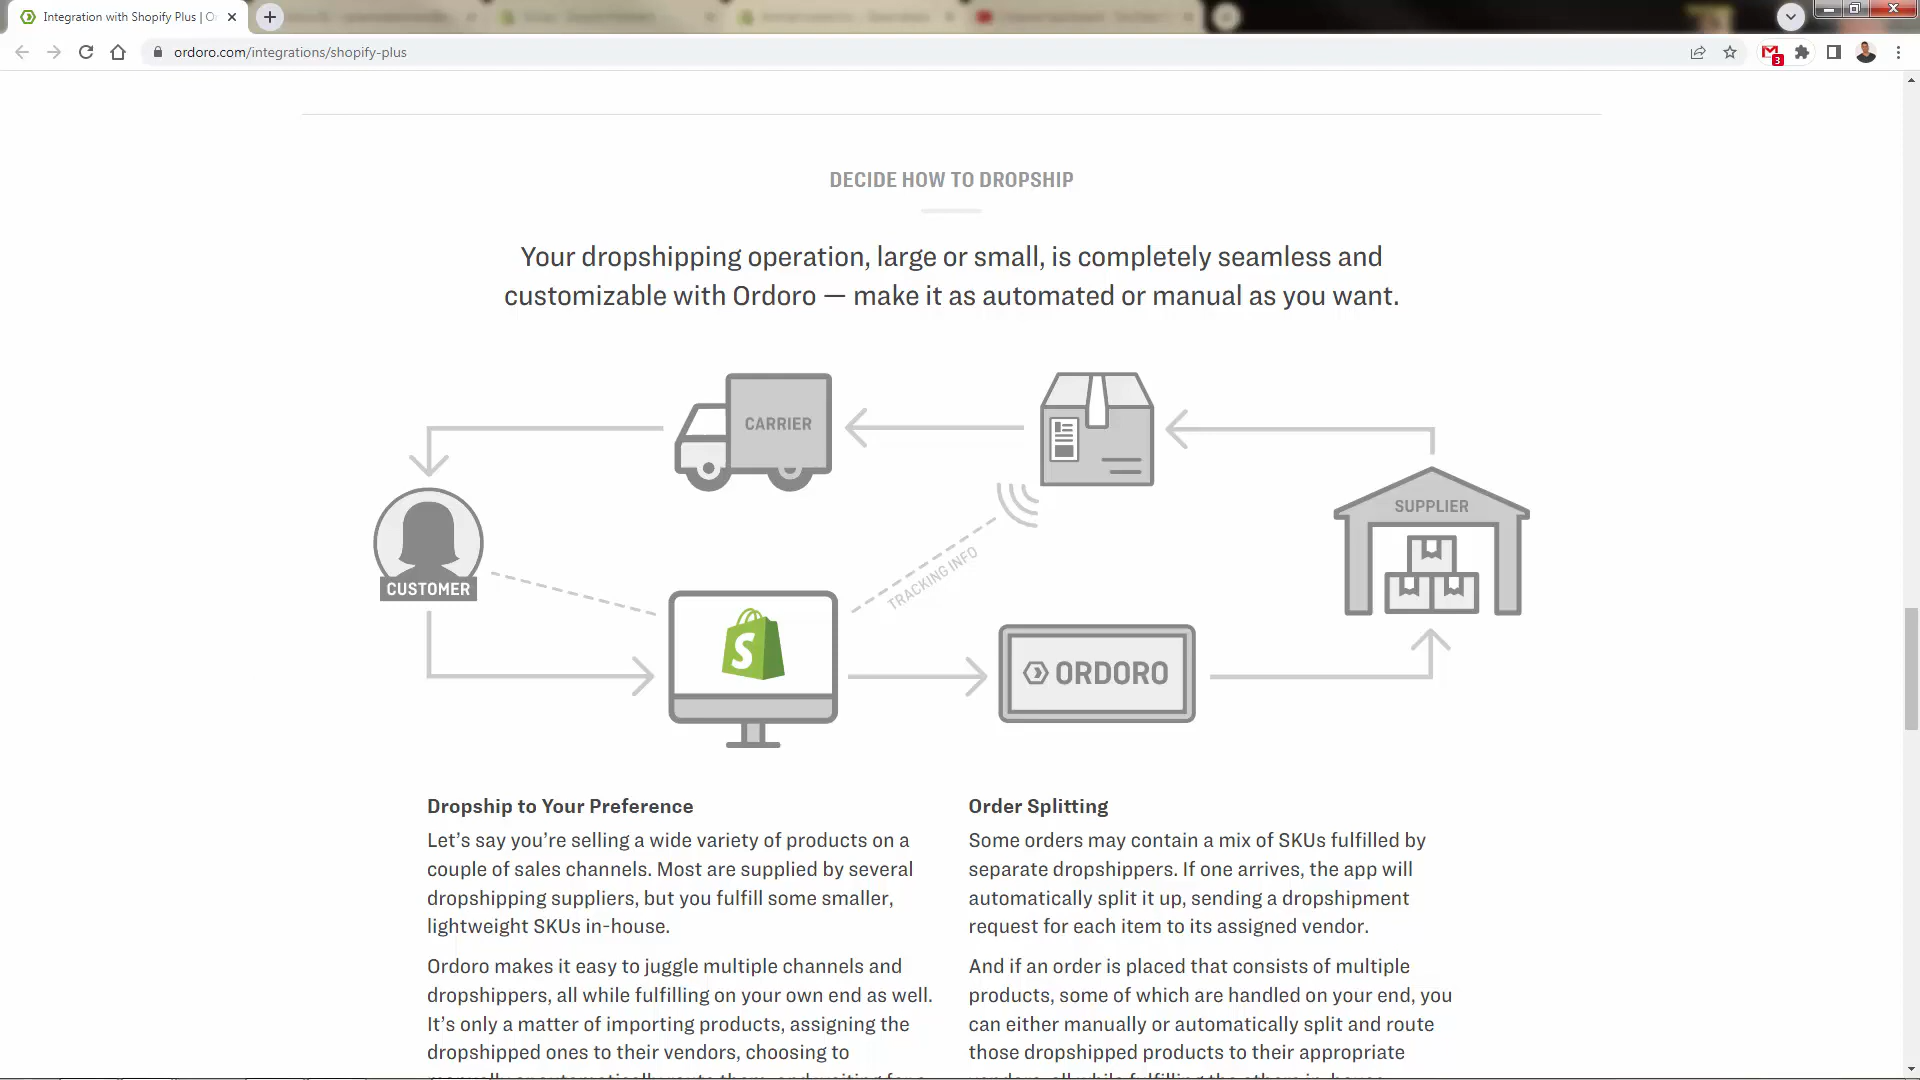 Integration with Shopify Plus | O
ordoro.com/integrations/shopify-plus
3
DECIDE HOW TO DROPSHIP
Your dropshipping operation, large or small, is completely seamless and
customizable with Ordoro — make it as automated or manual as you want.
CARRIER
SUPPLIER
CUSTOMER
TRACKING INFO
S
ORDORO
Dropship to Your Preference
Let’s say you’re selling a wide variety of products on a
couple of sales channels. Most are supplied by several
dropshipping suppliers, but you fulfill some smaller,
lightweight SKUs in-house.
Ordoro makes it easy to juggle multiple channels and
dropshippers, all while fulfilling on your own end as well.
It’s only a matter of importing products, assigning the
dropshipped ones to their vendors, choosing to
Order Splitting
Some orders may contain a mix of SKUs fulfilled by
separate dropshippers. If one arrives, the app will
automatically split it up, sending a dropshipment
request for each item to its assigned vendor.
And if an order is placed that consists of multiple
products, some of which are handled on your end, you
can either manually or automatically split and route
those dropshipped products to their appropriate